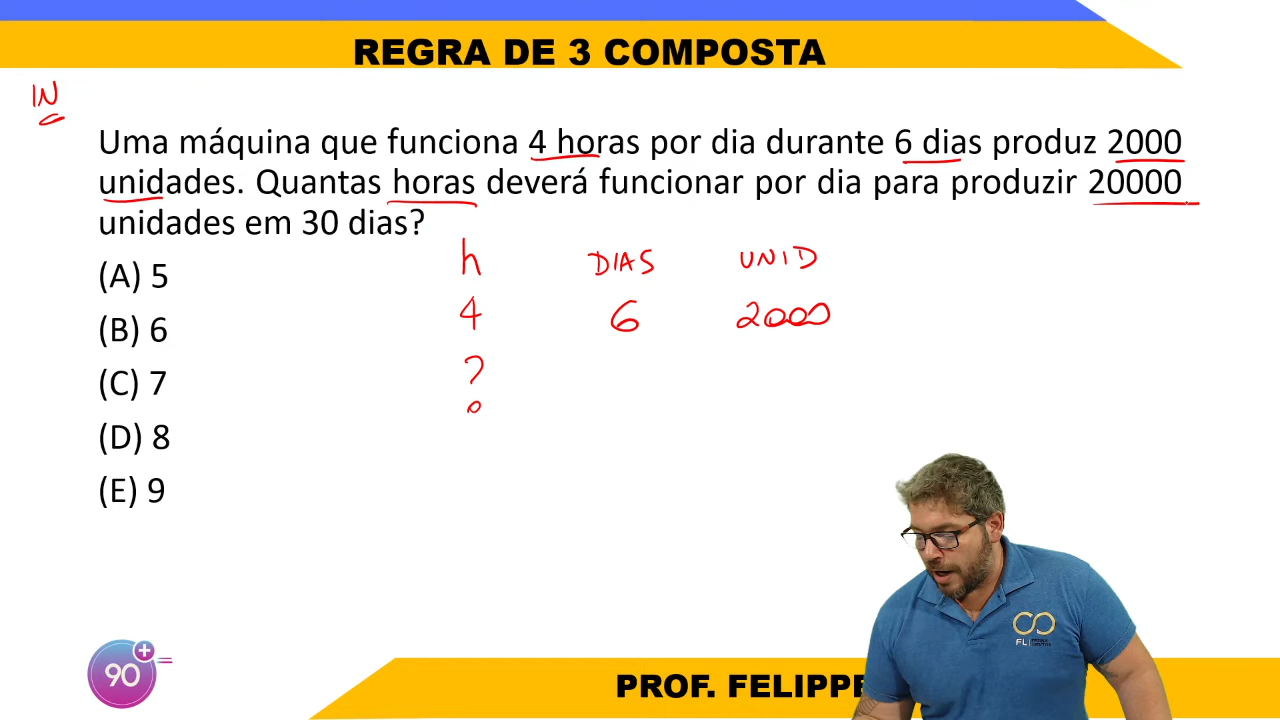 REGRA DE 3 COMPOSTA
IN
Uma máquina que funciona 4 horas por dia durante 6 dias produz 2000
unidades. Quantas horas deverá funcionar por dia para produzir 20000
unidades em 30 dias?
h DIAS UNID
4 6 2000
?
(A) 5
(B) 6
(C) 7
(D) 8
(E) 9
90+
PROF. FELIPPE
FL